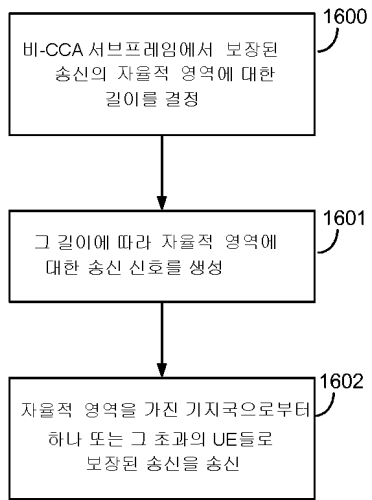 1600
비-CCA 서브프레임에서 보장된
송신의 자율적 영역에 대한
길이를 결정
1601
그 길이에 따라 자율적 영역에
대한 송신 신호를 생성
1602
자율적 영역을 가진 기지국으로부터
하나 또는 그 초과의 UE들로
보장된 송신을 송신